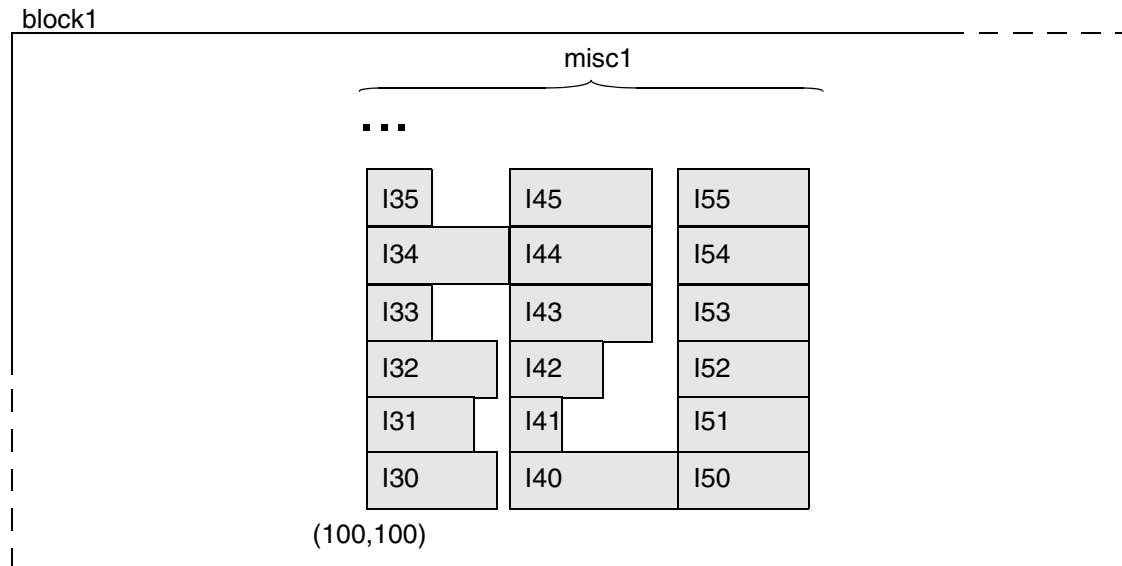 block1
misc1
...
I35 I45 I55
I34 I44 I54
I33 I43 I53
I32 I42 I52
I31 I41 I51
I30 I40 I50
(100,100)